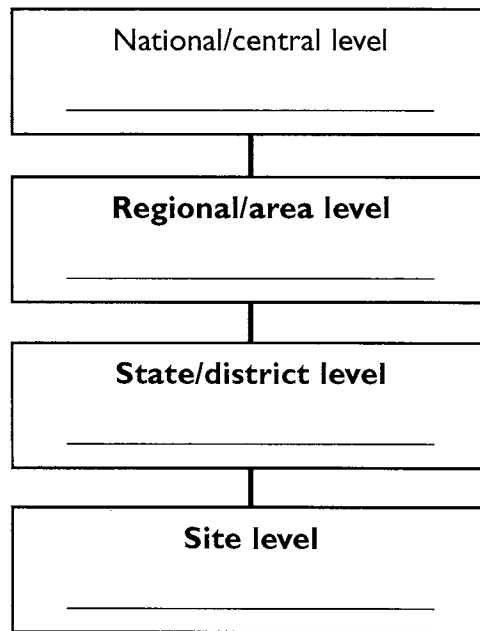 National/central level
Regional/area level
State/district level
Site level